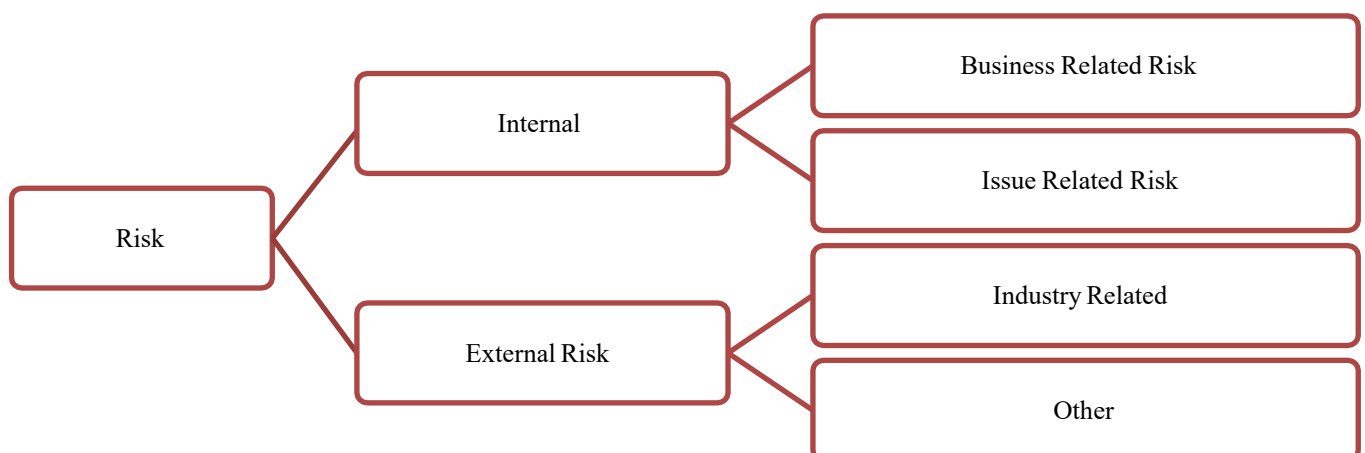 Risk
Internal
Business Related Risk
Issue Related Risk
External Risk
Industry Related
Other